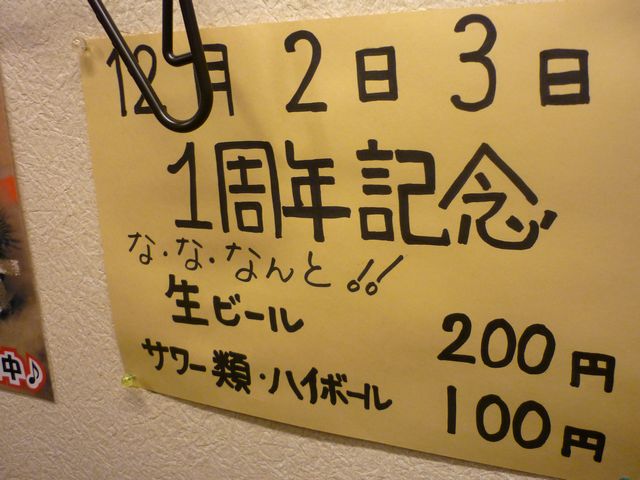 12月 2日 3日
1周年記念
な・な・なんと!!
生ビール 200円
サワー類・ハイボール 100円
中♪